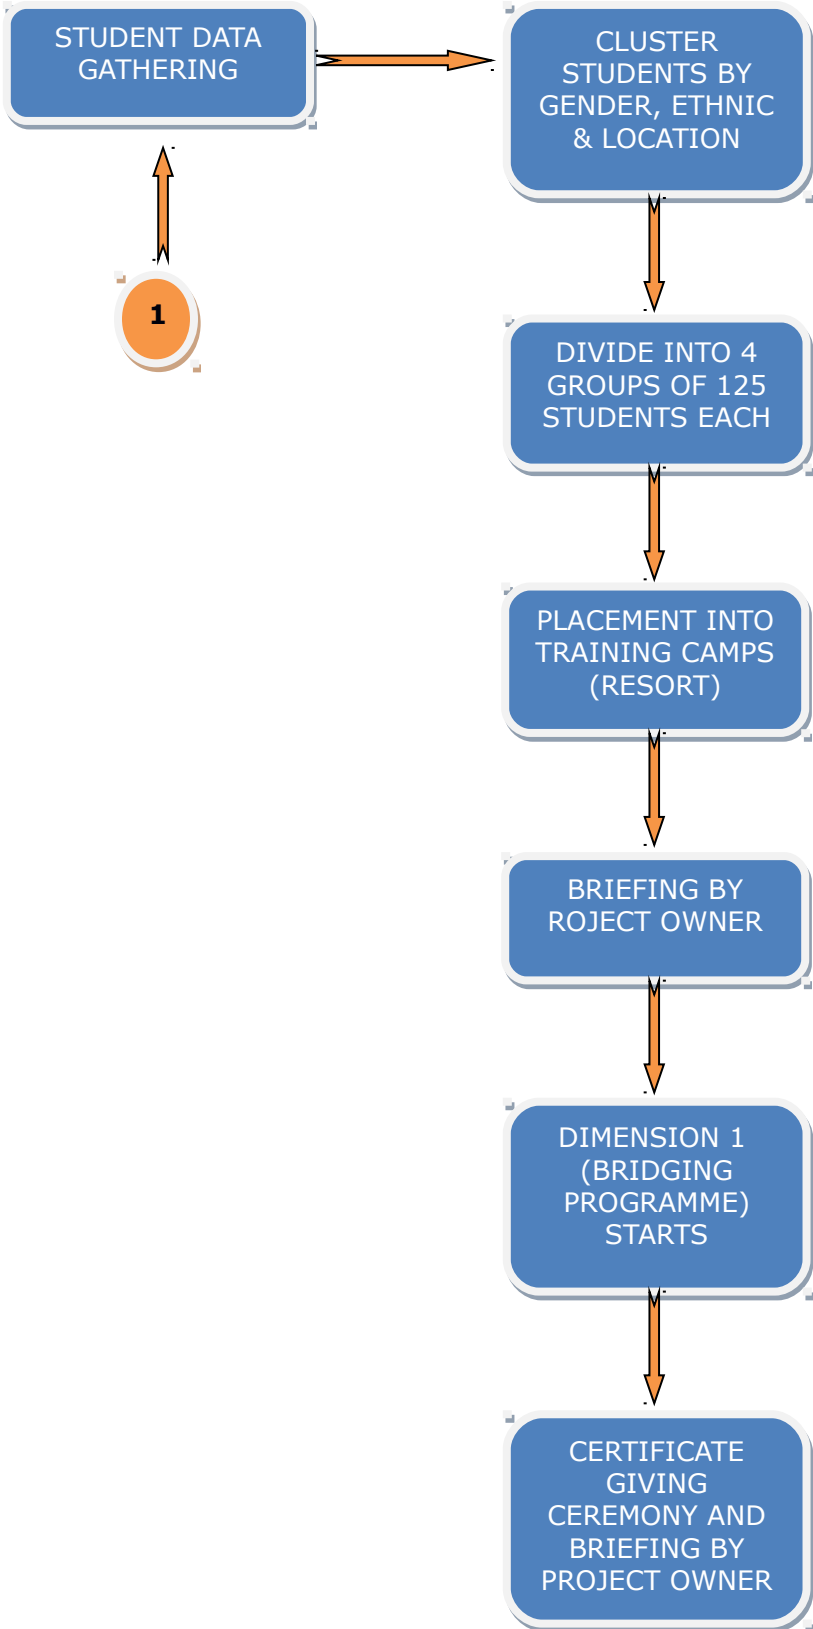 STUDENT DATA
GATHERING
1
CLUSTER
STUDENTS BY
GENDER, ETHNIC
& LOCATION
DIVIDE INTO 4
GROUPS OF 125
STUDENTS EACH
PLACEMENT INTO
TRAINING CAMPS
(RESORT)
BRIEFING BY
ROJECT OWNER
DIMENSION 1
(BRIDGING
PROGRAMME)
STARTS
CERTIFICATE
GIVING
CEREMONY AND
BRIEFING BY
PROJECT OWNER